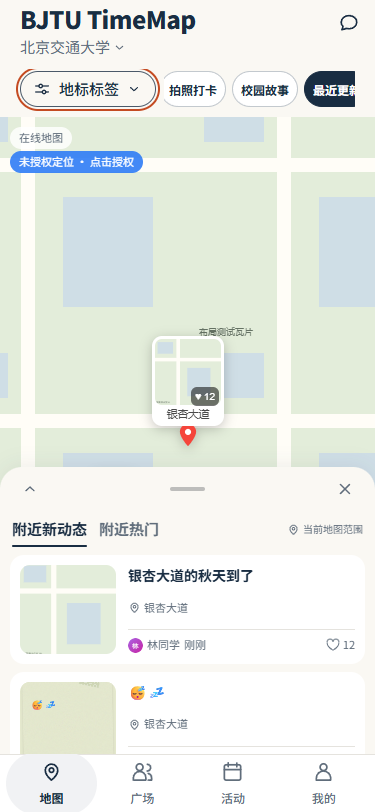 BJTU TimeMap
北京交通大学
地标标签
拍照打卡
校园故事
最近更新
在线地图
未授权定位 · 点击授权
布局测试瓦片
♥ 12
银杏大道
附近新动态
附近热门
当前地图范围
银杏大道的秋天到了
银杏大道
林
林同学 刚刚
12
😴 💤
😴 💤
银杏大道
地图
广场
活动
我的